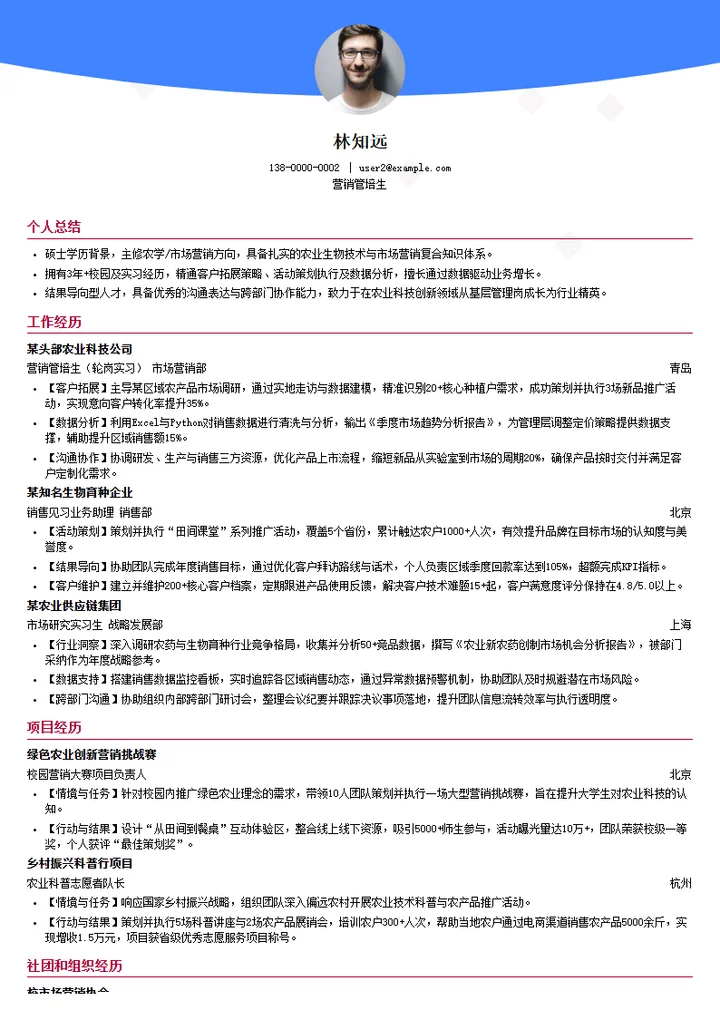 林知远
138-0000-0002 | user2@example.com
营销管培生
个人总结
• 硕士学历背景，主修农学/市场营销方向，具备扎实的农业生物技术与市场营销复合知识体系。
• 拥有3年+校园及实习经历，精通客户拓展策略、活动策划执行及数据分析，擅长通过数据驱动业务增长。
• 结果导向型人才，具备优秀的沟通表达与跨部门协作能力，致力于在农业科技创新领域从基层管理岗成长为行业精英。
工作经历
某头部农业科技公司
营销管培生（轮岗实习） 市场营销部 青岛
• 【客户拓展】主导某区域农产品市场调研，通过实地走访与数据建模，精准识别20+核心种植户需求，成功策划并执行3场新品推广活
动，实现意向客户转化率提升35%。
• 【数据分析】利用Excel与Python对销售数据进行清洗与分析，输出《季度市场趋势分析报告》，为管理层调整定价策略提供数据支
撑，辅助提升区域销售额15%。
• 【沟通协作】协调研发、生产与销售三方资源，优化产品上市流程，缩短新品从实验室到市场的周期20%，确保产品按时交付并满足客
户定制化需求。
某知名生物育种企业
销售见习业务助理 销售部 北京
• 【活动策划】策划并执行“田间课堂”系列推广活动，覆盖5个省份，累计触达农户1000+人次，有效提升品牌在目标市场的认知度与美
誉度。
• 【结果导向】协助团队完成年度销售目标，通过优化客户拜访路线与话术，个人负责区域季度回款率达到105%，超额完成KPI指标。
• 【客户维护】建立并维护200+核心客户档案，定期跟进产品使用反馈，解决客户技术难题15+起，客户满意度评分保持在4.8/5.0以上。
某农业供应链集团
市场研究实习生 战略发展部 上海
• 【行业洞察】深入调研农药与生物育种行业竞争格局，收集并分析50+竞品数据，撰写《农业新农药创制市场机会分析报告》，被部门
采纳作为年度战略参考。
• 【数据支持】搭建销售数据监控看板，实时追踪各区域销售动态，通过异常数据预警机制，协助团队及时规避潜在市场风险。
• 【跨部门沟通】协助组织内部跨部门研讨会，整理会议纪要并跟踪决议事项落地，提升团队信息流转效率与执行透明度。
项目经历
绿色农业创新营销挑战赛
校园营销大赛项目负责人 北京
• 【情境与任务】针对校园内推广绿色农业理念的需求，带领10人团队策划并执行一场大型营销挑战赛，旨在提升大学生对农业科技的认
知。
• 【行动与结果】设计“从田间到餐桌”互动体验区，整合线上线下资源，吸引5000+师生参与，活动曝光量达10万+，团队荣获校级一等
奖，个人获评“最佳策划奖”。
乡村振兴科普行项目
农业科普志愿者队长 杭州
• 【情境与任务】响应国家乡村振兴战略，组织团队深入偏远农村开展农业技术科普与农产品推广活动。
• 【行动与结果】策划并执行5场科普讲座与2场农产品展销会，培训农户300+人次，帮助当地农户通过电商渠道销售农产品5000余斤，实
现增收1.5万元，项目获省级优秀志愿服务项目称号。
社团和组织经历
校市场营销协会